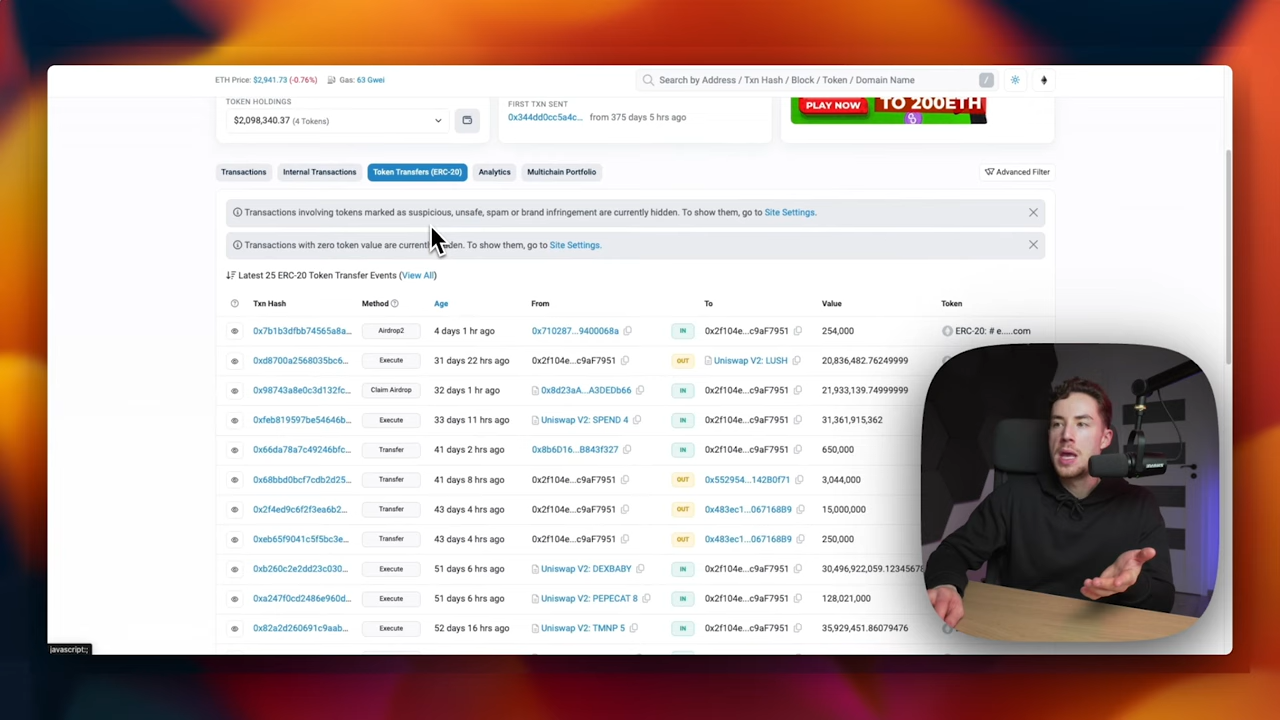 ETH Price: $2,941.73 (-0.76%) Gas: 63 Gwei
Search by Address / Txn Hash / Block / Token / Domain Name /
TOKEN HOLDINGS
$2,098,340.37 (4 Tokens)
FIRST TXN SENT
0x344dd0cc5a4c... from 375 days 5 hrs ago
PLAY NOW TO 200ETH
Transactions Internal Transactions Token Transfers (ERC-20) Analytics Multichain Portfolio Advanced Filter
Transactions involving tokens marked as suspicious, unsafe, spam or brand infringement are currently hidden. To show them, go to Site Settings.
Transactions with zero token value are currently hidden. To show them, go to Site Settings.
Latest 25 ERC-20 Token Transfer Events (View All)
Txn Hash Method Age From To Value Token
0x7b1b3dfbb74565a8a... Airdrop2 4 days 1 hr ago 0x710287...9400068a IN 0x2f104e...c9aF7951 254,000 ERC-20: # e.....com
0xd8700a2568035bc6... Execute 31 days 22 hrs ago 0x2f104e...c9aF7951 OUT Uniswap V2: LUSH 20,836,482.76249999
0x98743a8e0c3d132fc... Claim Airdrop 32 days 1 hr ago 0x8d23aA...A3DEDb66 IN 0x2f104e...c9aF7951 21,933,139.74999999
0xfeb819597be54646b... Execute 33 days 11 hrs ago Uniswap V2: SPEND 4 IN 0x2f104e...c9aF7951 31,361,915,362
0x66da78a7c49246bfc... Transfer 41 days 2 hrs ago 0x8b6D16...B843f327 IN 0x2f104e...c9aF7951 650,000
0x68bbd0bcf7cdb2d25... Transfer 41 days 8 hrs ago 0x2f104e...c9aF7951 OUT 0x552954...142B0f71 3,044,000
0x2f4ed9c6f2f3ea6b2... Transfer 43 days 4 hrs ago 0x2f104e...c9aF7951 OUT 0x483ec1...067168B9 15,000,000
0xeb65f9041c5f5bc3e... Transfer 43 days 4 hrs ago 0x2f104e...c9aF7951 OUT 0x483ec1...067168B9 250,000
0xb260c2e2dd23c030... Execute 51 days 6 hrs ago Uniswap V2: DEXBABY IN 0x2f104e...c9aF7951 30,496,922,059.12345678
0xa247f0cd2486e960d... Execute 51 days 6 hrs ago Uniswap V2: PEPECAT 8 IN 0x2f104e...c9aF7951 128,021,000
0x82a2d260691c9aab... Execute 52 days 16 hrs ago Uniswap V2: TMNP 5 IN 0x2f104e...c9aF7951 35,929,451.86079476
javascript:;